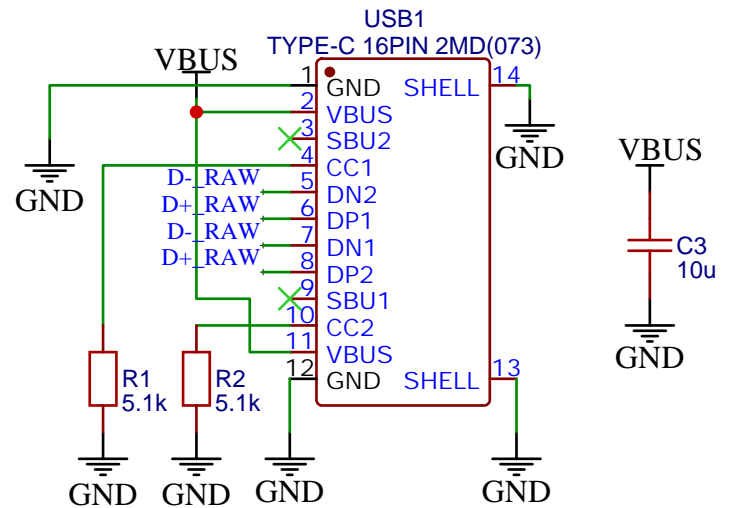 USB1
TYPE-C 16PIN 2MD(073)
VBUS
1 GND
2 VBUS
3 SBU2
4 CC1
D-_RAW 5 DN2
D+_RAW 6 DP1
D-_RAW 7 DN1
D+_RAW 8 DP2
9 SBU1
10 CC2
11 VBUS
12 GND
SHELL 14
SHELL 13
GND
GND
R1
5.1k
R2
5.1k
GND
GND
GND
GND
VBUS
C3
10u
GND